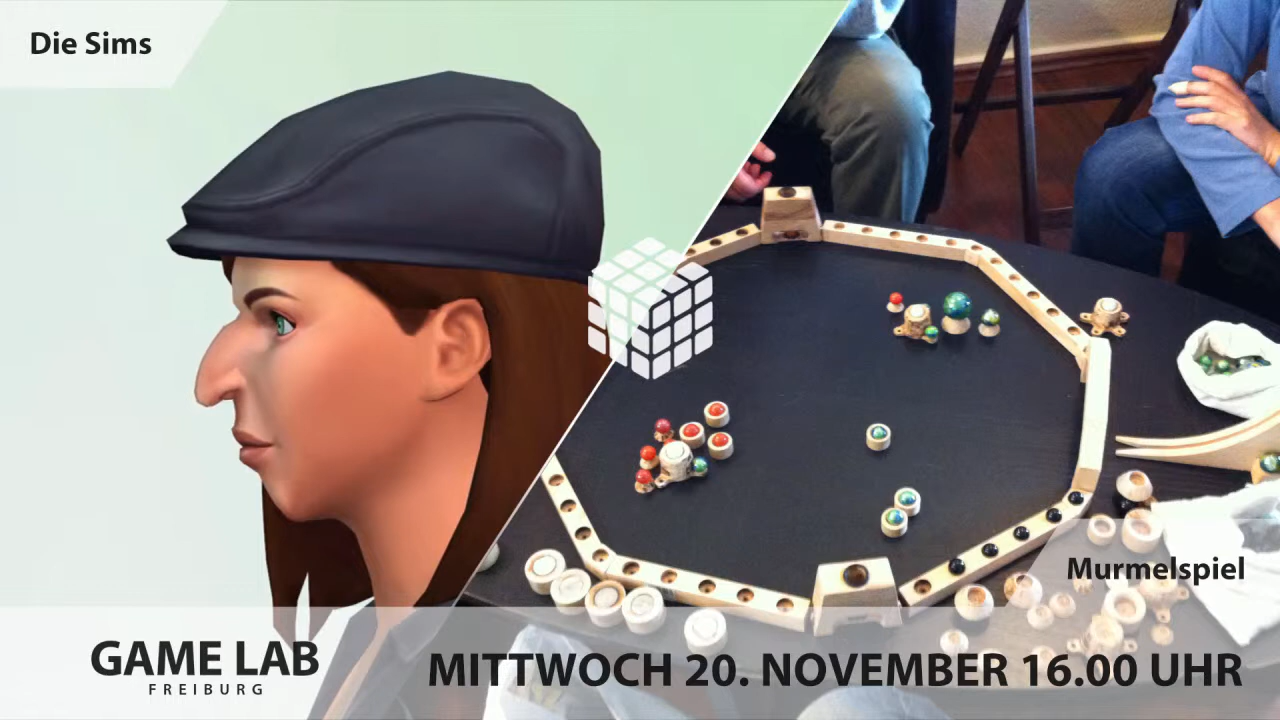 Die Sims
Murmelspiel
GAME LAB
FREIBURG
MITTWOCH 20. NOVEMBER 16.00 UHR